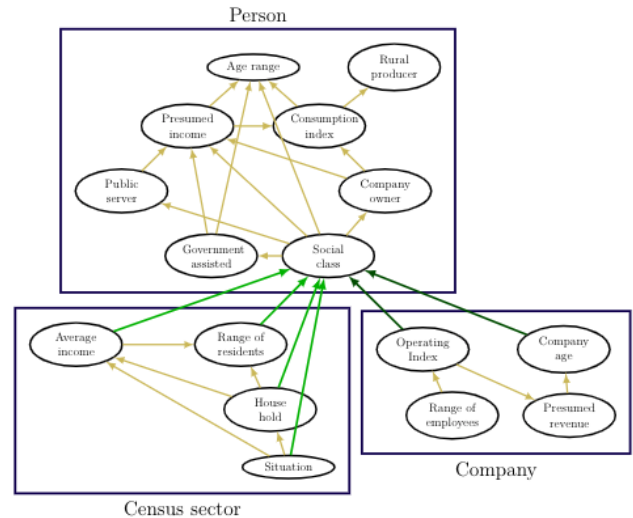 Person
Age range
Rural
producer
Presumed
income
Consumption
index
Public
server
Company
owner
Government
assisted
Social
class
Average
income
Range of
residents
House
hold
Situation
Census sector
Operating
Index
Company
age
Range of
employees
Presumed
revenue
Company